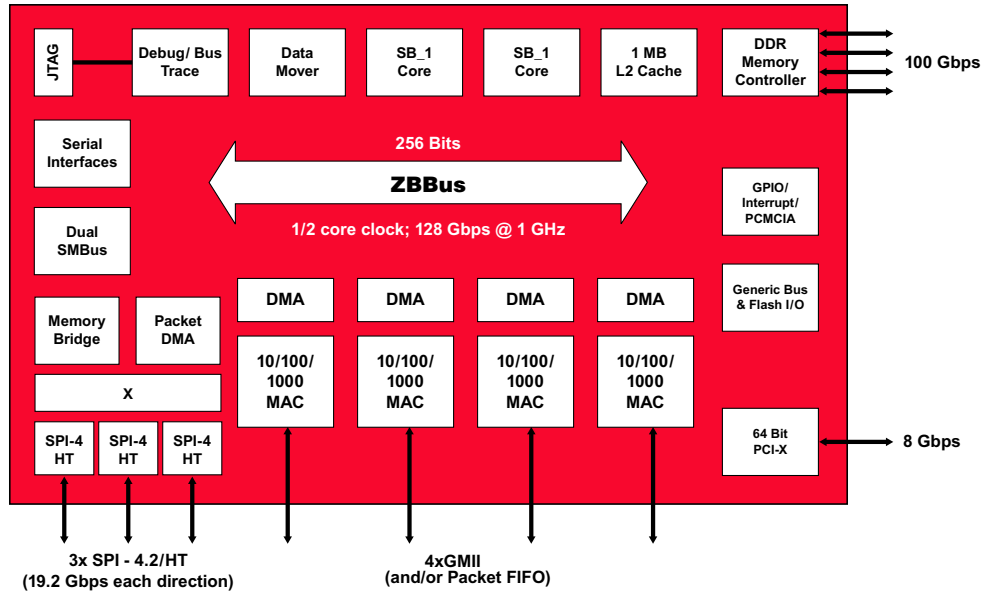 JTAG
Debug/ Bus
Trace
Data
Mover
SB_1
Core
SB_1
Core
1 MB
L2 Cache
DDR
Memory
Controller
100 Gbps
Serial
Interfaces
256 Bits
ZBBus
1/2 core clock; 128 Gbps @ 1 GHz
GPIO/
Interrupt/
PCMCIA
Dual
SMBus
Generic Bus
& Flash I/O
Memory
Bridge
Packet
DMA
DMA
DMA
DMA
DMA
10/100/
1000
MAC
10/100/
1000
MAC
10/100/
1000
MAC
10/100/
1000
MAC
X
SPI-4
HT
SPI-4
HT
SPI-4
HT
64 Bit
PCI-X
8 Gbps
3x SPI - 4.2/HT
(19.2 Gbps each direction)
4xGMII
(and/or Packet FIFO)